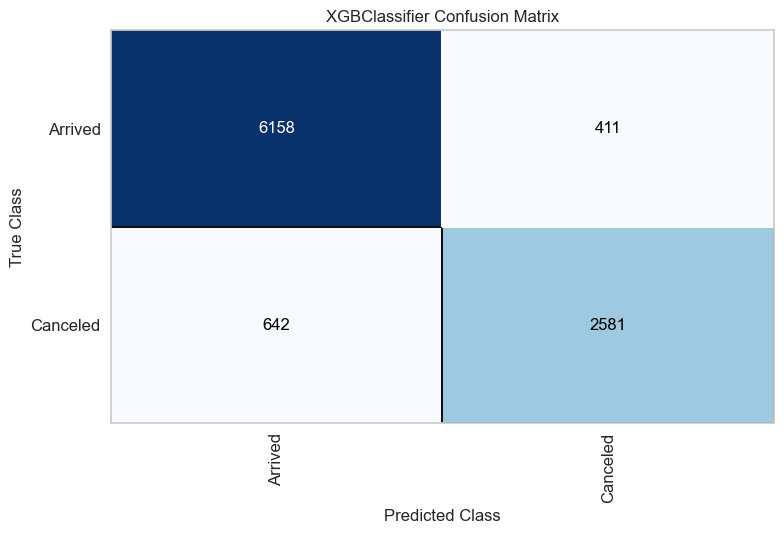 XGBClassifier Confusion Matrix
Arrived
6158
411
Canceled
642
2581
True Class
Arrived
Canceled
Predicted Class